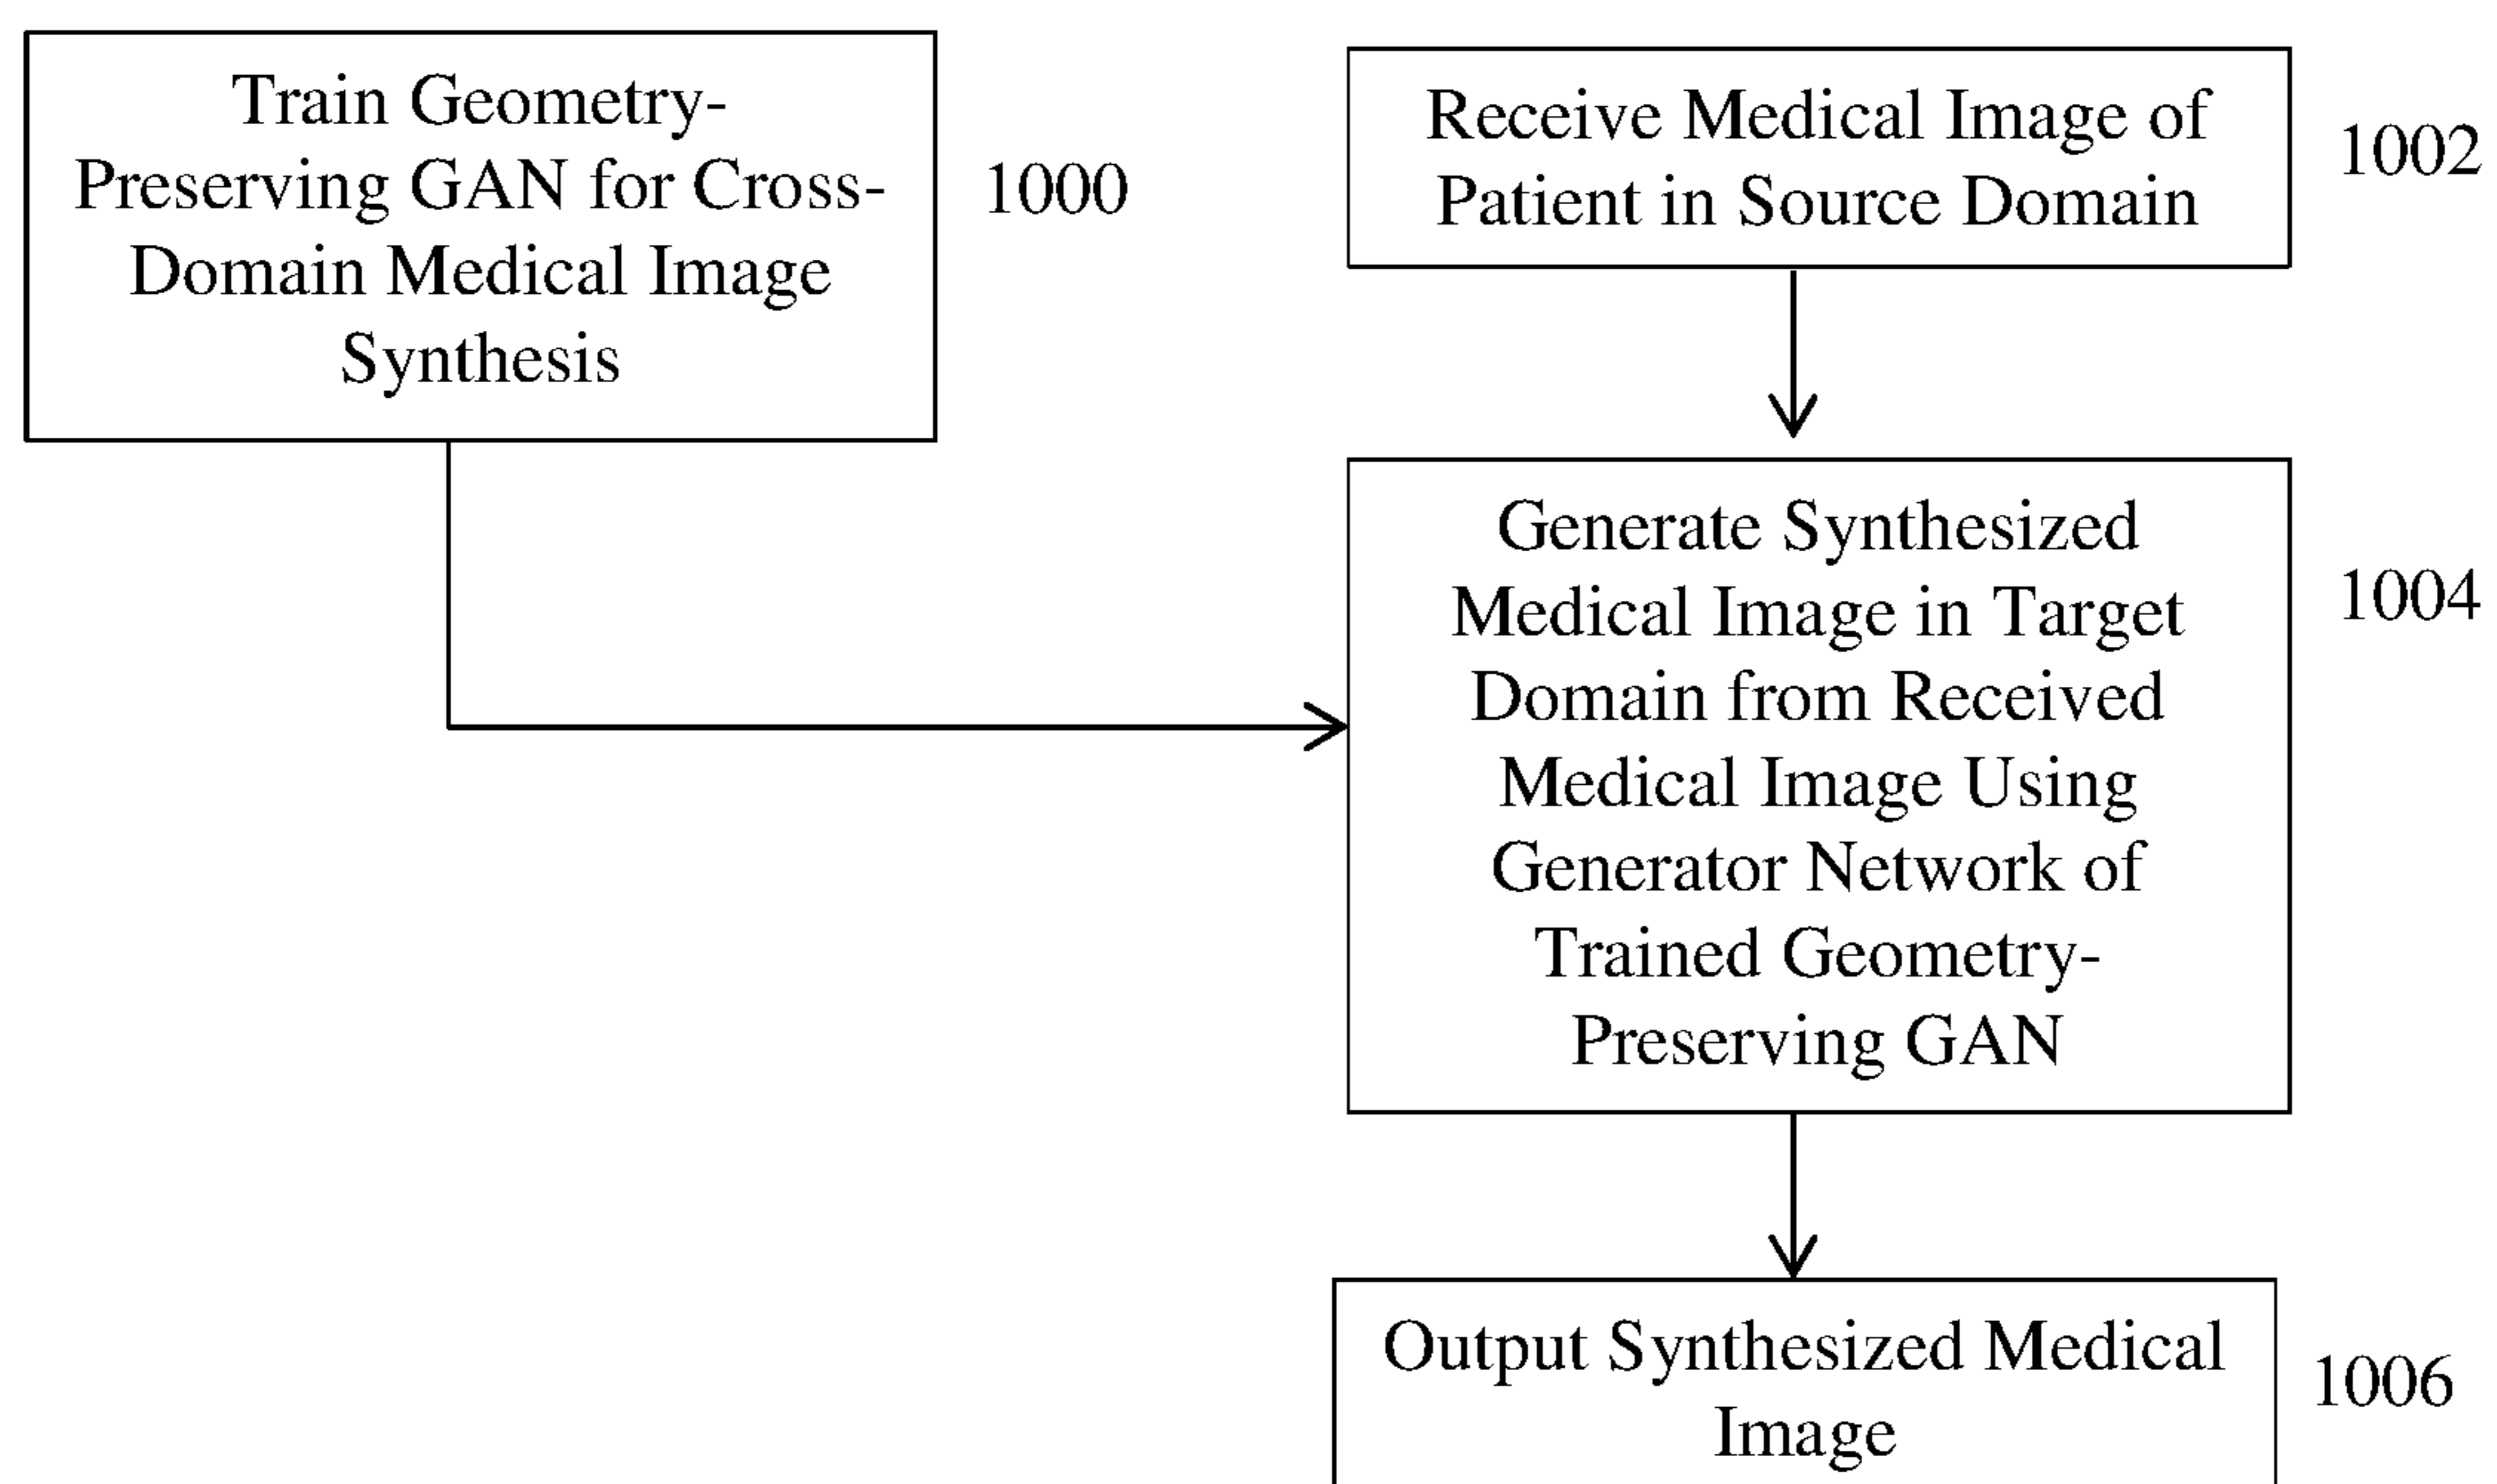 Train Geometry-
Preserving GAN for Cross-
Domain Medical Image
Synthesis
1000
Receive Medical Image of
Patient in Source Domain
1002
Generate Synthesized
Medical Image in Target
Domain from Received
Medical Image Using
Generator Network of
Trained Geometry-
Preserving GAN
1004
Output Synthesized Medical
Image
1006